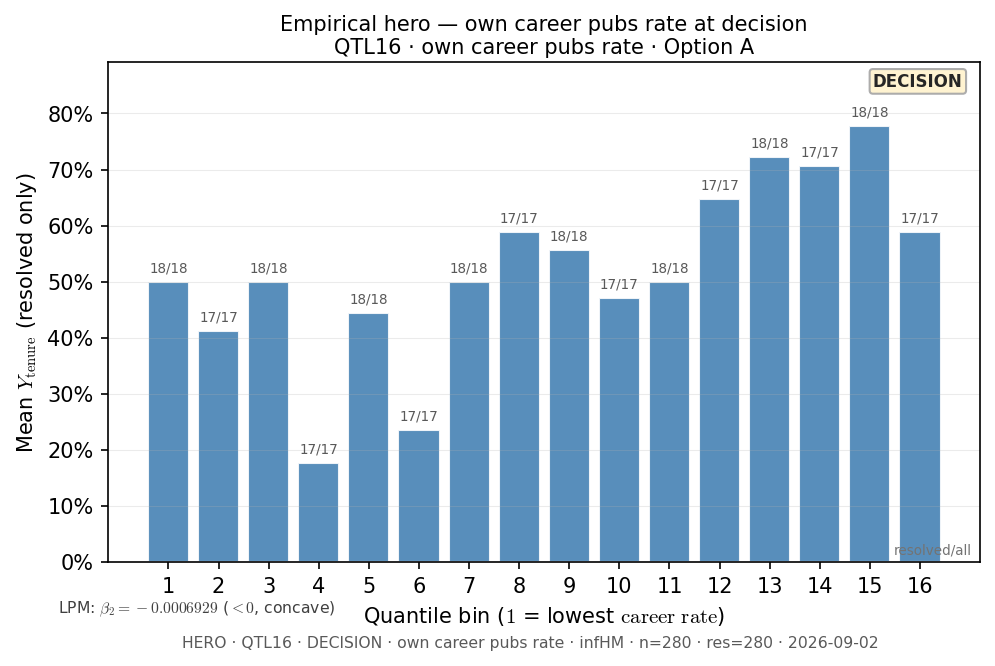 Empirical hero — own career pubs rate at decision
QTL16 · own career pubs rate · Option A
DECISION
Mean Y_tenure (resolved only)
80%
70%
60%
50%
40%
30%
20%
10%
0%
18/18
17/17
18/18
17/17
18/18
17/17
18/18
17/17
18/18
17/17
18/18
17/17
18/18
17/17
18/18
17/17
resolved/all
1 2 3 4 5 6 7 8 9 10 11 12 13 14 15 16
LPM: β₂ = −0.0006929 (<0, concave)
Quantile bin (1 = lowest career rate)
HERO · QTL16 · DECISION · own career pubs rate · infHM · n=280 · res=280 · 2026-09-02